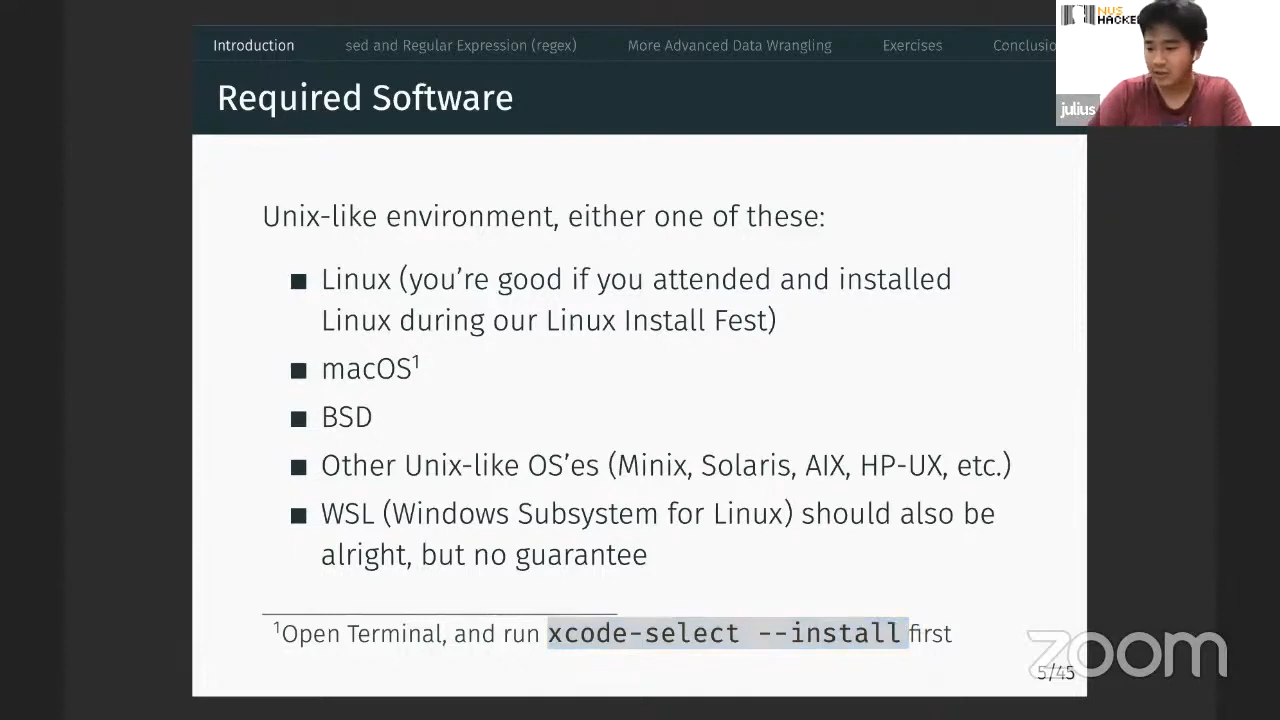 NUS
HACKE
julius
Introduction sed and Regular Expression (regex) More Advanced Data Wrangling Exercises Conclusio
Required Software
Unix-like environment, either one of these:
■ Linux (you're good if you attended and installed
Linux during our Linux Install Fest)
■ macOS¹
■ BSD
■ Other Unix-like OS'es (Minix, Solaris, AIX, HP-UX, etc.)
■ WSL (Windows Subsystem for Linux) should also be
alright, but no guarantee
¹Open Terminal, and run xcode-select --install first
zoom
5/45